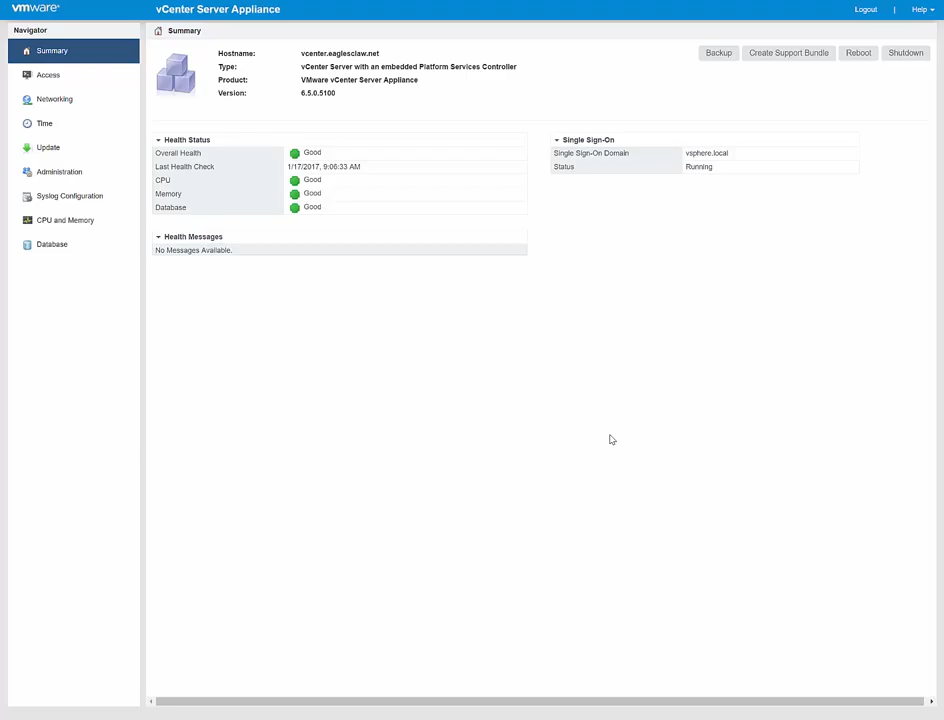 vmware®
vCenter Server Appliance
Logout | Help
Navigator
Summary
Access
Networking
Time
Update
Administration
Syslog Configuration
CPU and Memory
Database
Summary
Hostname: vcenter.eaglesclaw.net
Type: vCenter Server with an embedded Platform Services Controller
Product: VMware vCenter Server Appliance
Version: 6.5.0.5100
Backup Create Support Bundle Reboot Shutdown
Health Status
Overall Health Good
Last Health Check 1/17/2017, 9:06:33 AM
CPU Good
Memory Good
Database Good
Health Messages
No Messages Available.
Single Sign-On
Single Sign-On Domain vsphere.local
Status Running